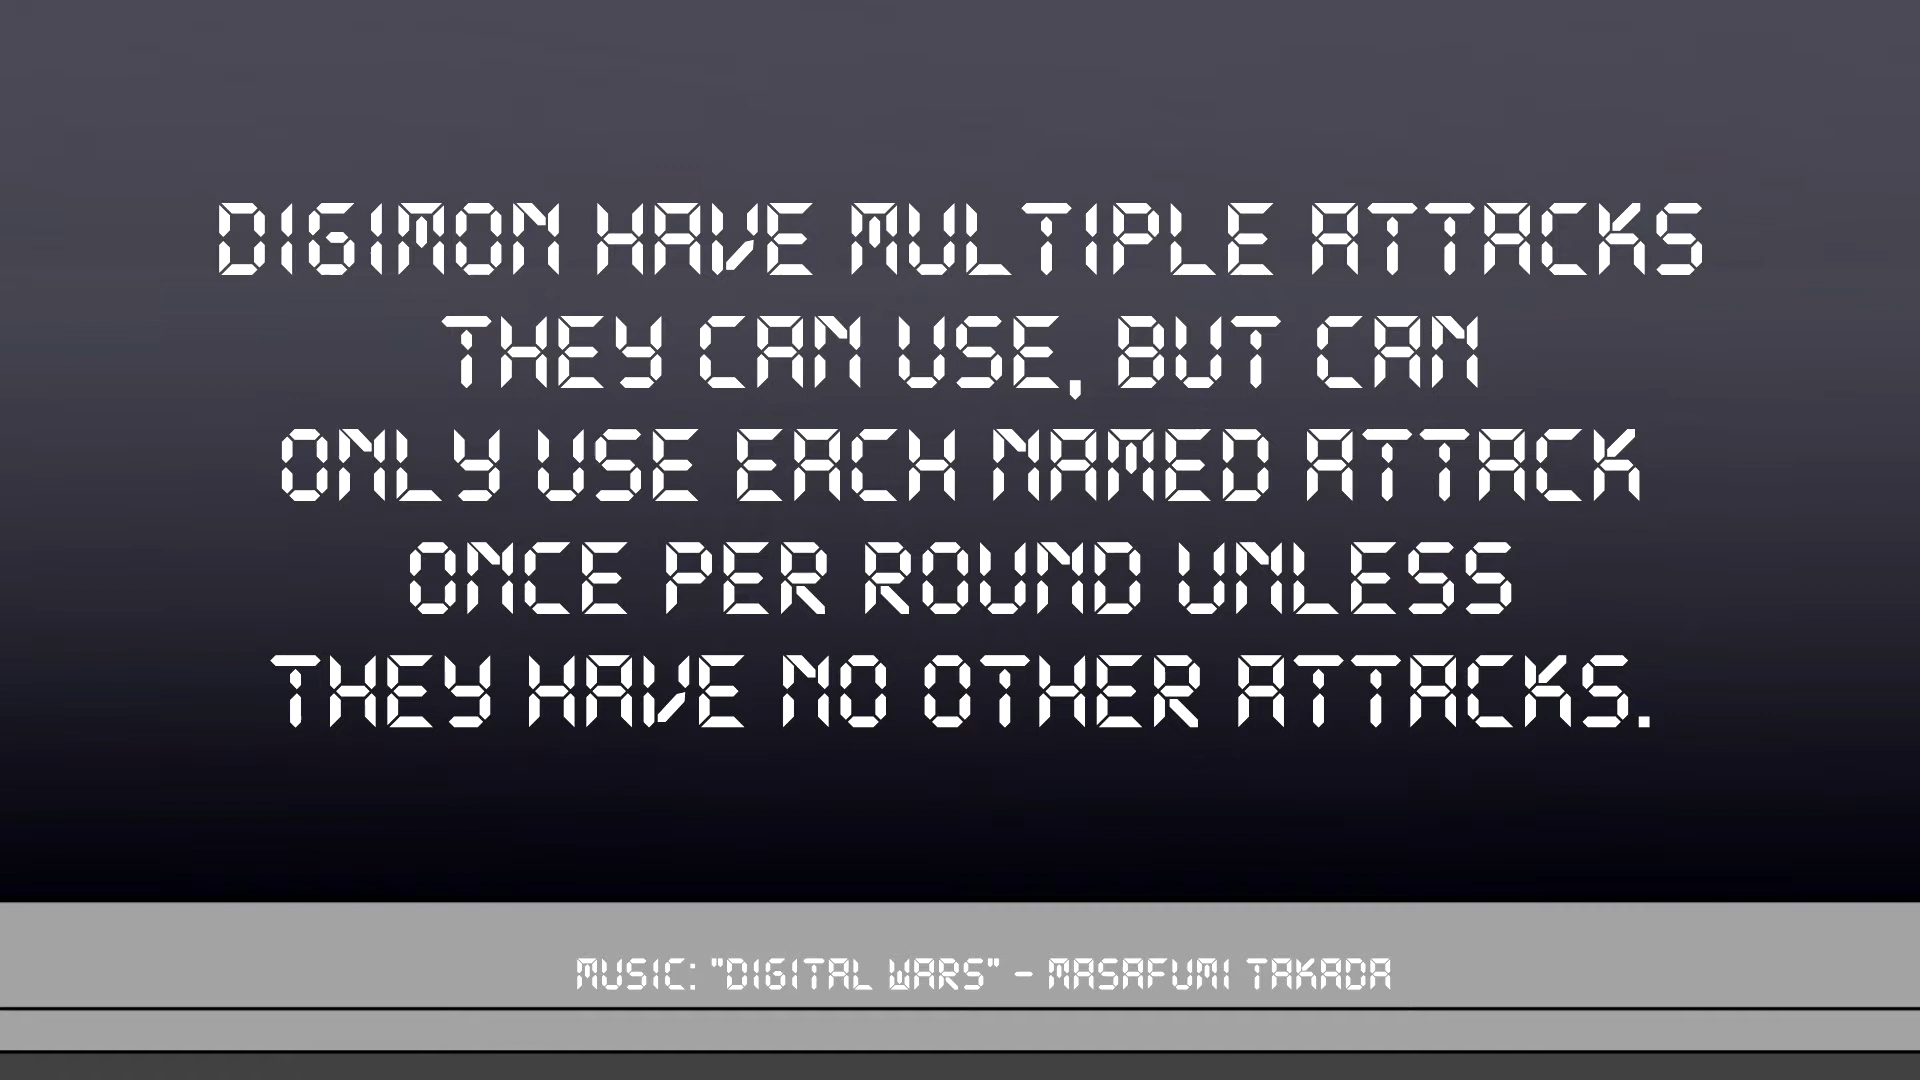 DIGIMON HAVE MULTIPLE ATTACKS
THEY CAN USE, BUT CAN
ONLY USE EACH NAMED ATTACK
ONCE PER ROUND UNLESS
THEY HAVE NO OTHER ATTACKS.
MUSIC: "DIGITAL WARS" - MASAFUMI TAKADA